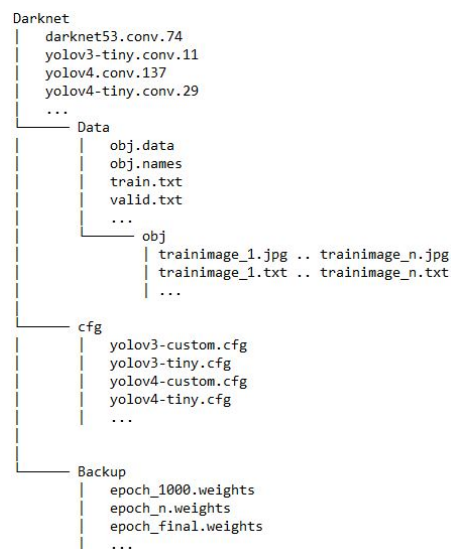 Darknet
darknet53.conv.74
yolov3-tiny.conv.11
yolov4.conv.137
yolov4-tiny.conv.29
...
Data
obj.data
obj.names
train.txt
valid.txt
...
obj
trainimage_1.jpg .. trainimage_n.jpg
trainimage_1.txt .. trainimage_n.txt
...
cfg
yolov3-custom.cfg
yolov3-tiny.cfg
yolov4-custom.cfg
yolov4-tiny.cfg
...
Backup
epoch_1000.weights
epoch_n.weights
epoch_final.weights
...